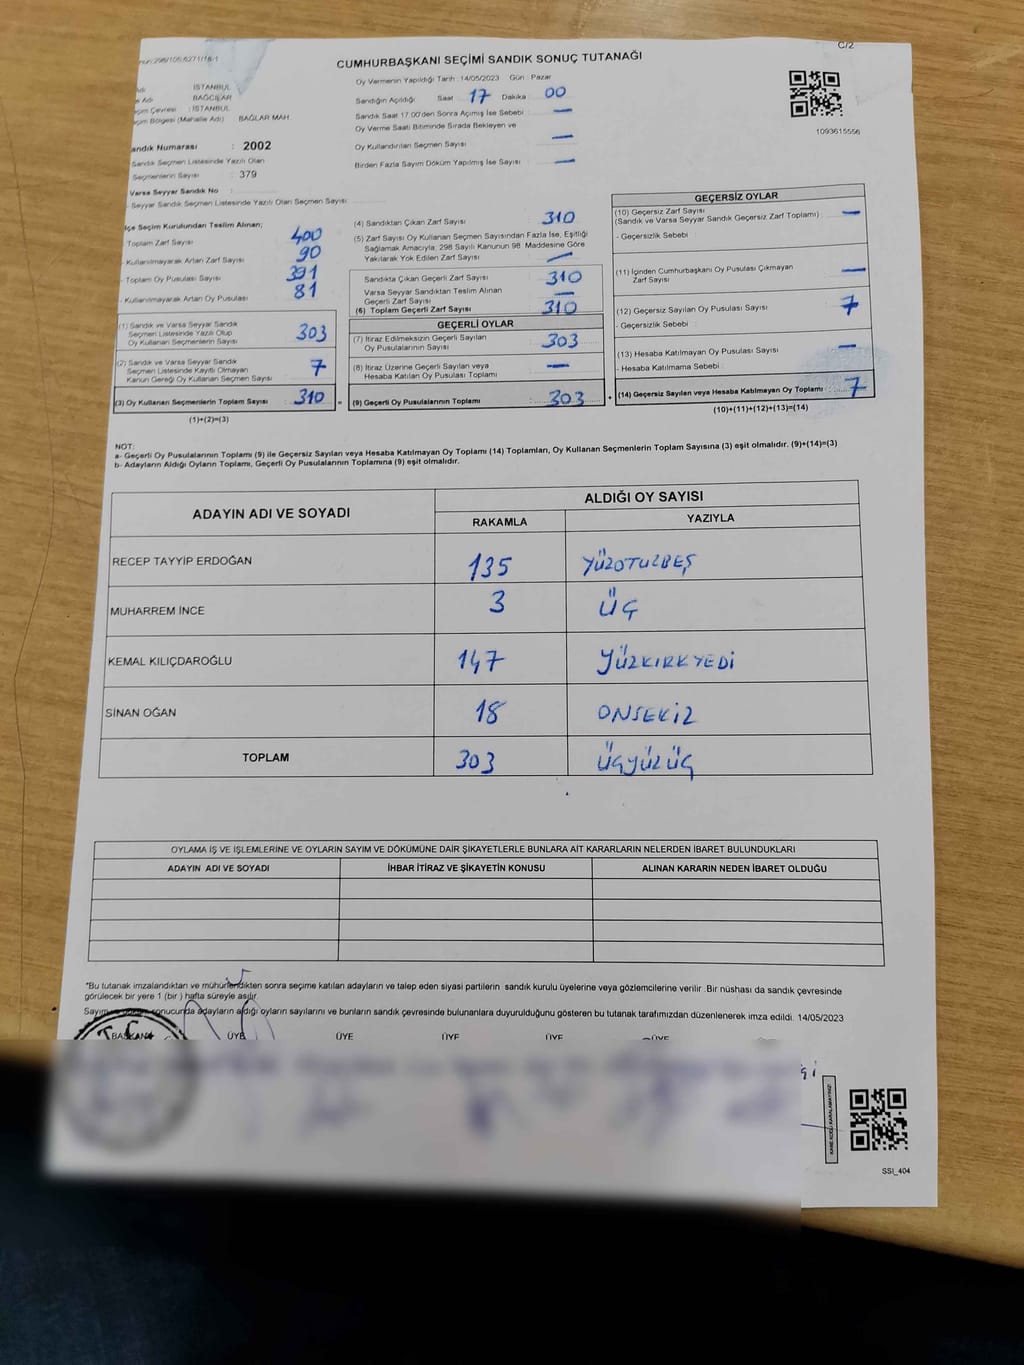 C/2
CUMHURBAŞKANI SEÇİMİ SANDIK SONUÇ TUTANAĞI
Oy Vermenin Yapıldığı Tarih : 14/05/2023 Gün : Pazar
Sandığın Açıldığı Saat 17 Dakika 00
Sandık Saat 17.00'den Sonra Açımış İse Sebebi : —
Oy Verme Saati Bitiminde Sırada Bekleyen ve
Oy Kullandırılan Seçmen Sayısı —
Birden Fazla Sayım Döküm Yapılmış İse Sayısı —
1093615556
İSTANBUL
BAĞCILAR
: İSTANBUL
BAĞLAR MAH.
Sandık Numarası : 2002
Sandık Seçmen Listesinde Yazılı Olan
Seçmenlerin Sayısı : 379
Varsa Seyyar Sandık No :
- Seyyar Sandık Seçmen Listesinde Yazılı Olan Seçmen Sayısı :
İlçe Seçim Kurulundan Teslim Alınan;
- Toplam Zarf Sayısı 400
- Kullanılmayarak Artan Zarf Sayısı 90
- Toplam Oy Pusulası Sayısı 391
- Kullanılmayarak Artan Oy Pusulası 81
(1) Sandık ve Varsa Seyyar Sandık
Seçmen Listesinde Yazılı Olup
Oy Kullanan Seçmenlerin Sayısı 303
(2) Sandık ve Varsa Seyyar Sandık
Seçmen Listesinde Kayıtlı Olmayan
Kanun Gereği Oy Kullanan Seçmen Sayısı 7
(3) Oy Kullanan Seçmenlerin Toplam Sayısı 310
(1)+(2)=(3)
(4) Sandıktan Çıkan Zarf Sayısı 310
(5) Zarf Sayısı Oy Kullanan Seçmen Sayısından Fazla İse, Eşitliği
Sağlamak Amacıyla, 298 Sayılı Kanunun 98. Maddesine Göre
Yakılarak Yok Edilen Zarf Sayısı —
Sandıkta Çıkan Geçerli Zarf Sayısı 310
Varsa Seyyar Sandıktan Teslim Alınan
Geçerli Zarf Sayısı —
(6) Toplam Geçerli Zarf Sayısı 310
GEÇERLİ OYLAR
(7) İtiraz Edilmeksizin Geçerli Sayılan
Oy Pusulalarının Sayısı 303
(8) İtiraz Üzerine Geçerli Sayılan veya
Hesaba Katılan Oy Pusulası Toplamı —
= (9) Geçerli Oy Pusulalarının Toplamı 303 +
GEÇERSİZ OYLAR
(10) Geçersiz Zarf Sayısı
(Sandık ve Varsa Seyyar Sandık Geçersiz Zarf Toplamı) : —
- Geçersizlik Sebebi :
(11) İçinden Cumhurbaşkanı Oy Pusulası Çıkmayan
Zarf Sayısı —
(12) Geçersiz Sayılan Oy Pusulası Sayısı 7
- Geçersizlik Sebebi :
(13) Hesaba Katılmayan Oy Pusulası Sayısı —
- Hesaba Katılmama Sebebi :
(14) Geçersiz Sayılan veya Hesaba Katılmayan Oy Toplamı 7
(10)+(11)+(12)+(13)=(14)
NOT:
a- Geçerli Oy Pusulalarının Toplamı (9) ile Geçersiz Sayılan veya Hesaba Katılmayan Oy Toplamı (14) Toplamları, Oy Kullanan Seçmenlerin Toplam Sayısına (3) eşit olmalıdır. (9)+(14)=(3)
b- Adayların Aldığı Oyların Toplamı, Geçerli Oy Pusulalarının Toplamına (9) eşit olmalıdır.
ADAYIN ADI VE SOYADI ALDIĞI OY SAYISI
RAKAMLA YAZIYLA
RECEP TAYYİP ERDOĞAN 135 YÜZOTUZBEŞ
MUHARREM İNCE 3 ÜÇ
KEMAL KILIÇDAROĞLU 147 YÜZKIRKYEDİ
SİNAN OĞAN 18 ONSEKİZ
TOPLAM 303 ÜÇYÜZÜÇ
OYLAMA İŞ VE İŞLEMLERİNE VE OYLARIN SAYIM VE DÖKÜMÜNE DAİR ŞİKAYETLERLE BUNLARA AİT KARARLARIN NELERDEN İBARET BULUNDUKLARI
ADAYIN ADI VE SOYADI İHBAR İTİRAZ VE ŞİKAYETİN KONUSU ALINAN KARARIN NEDEN İBARET OLDUĞU
*Bu tutanak imzalandıktan ve mühürlendikten sonra seçime katılan adayların ve talep eden siyasi partilerin sandık kurulu üyelerine veya gözlemcilerine verilir .Bir nüshası da sandık çevresinde
görülecek bir yere 1 (bir ) hafta süreyle asılır.
sonucunda adayların aldığı oyların sayılarını ve bunların sandık çevresinde bulunanlara duyurulduğunu gösteren bu tutanak tarafımızdan düzenlenerek imza edildi. 14/05/2023
BAŞKAN ÜYE ÜYE ÜYE ÜYE ÜYE
T.C.
SSI_404